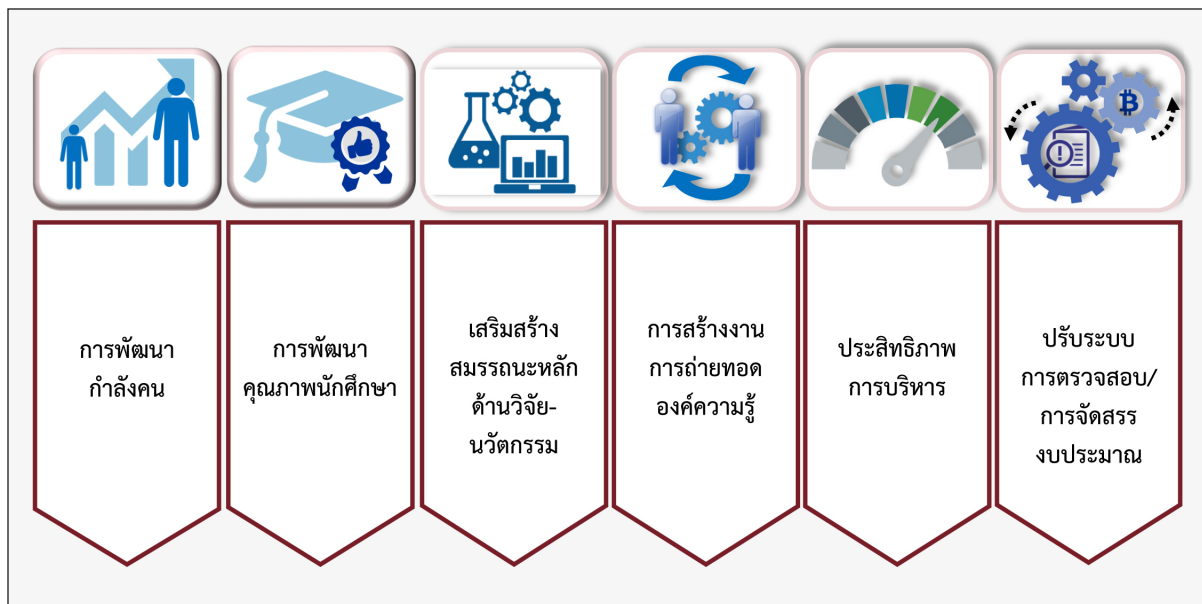 การพัฒนา
กำลังคน
การพัฒนา
คุณภาพนักศึกษา
เสริมสร้าง
สมรรถนะหลัก
ด้านวิจัย-
นวัตกรรม
การสร้างงาน
การถ่ายทอด
องค์ความรู้
ประสิทธิภาพ
การบริหาร
ปรับระบบ
การตรวจสอบ/
การจัดสรร
งบประมาณ